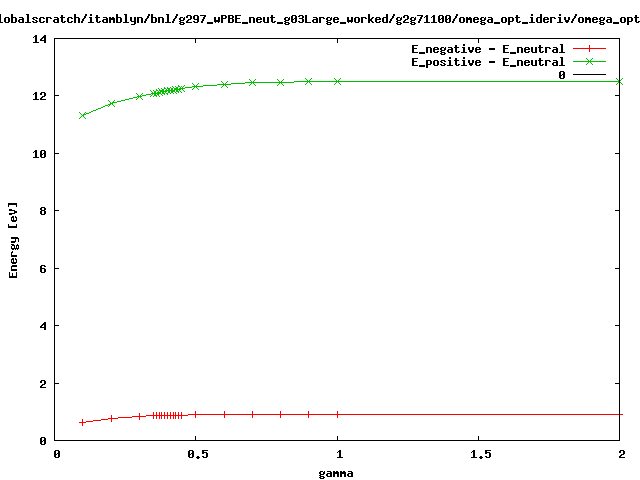 lobalscratch/itamblyn/bnl/g297_wPBE_neut_g03Large_worked/g2g71100/omega_opt_ideriv/omega_opt
E_negative - E_neutral
E_positive - E_neutral
0
14
12
10
8
6
4
2
0
Energy [eV]
0 0.5 1 1.5 2
gamma